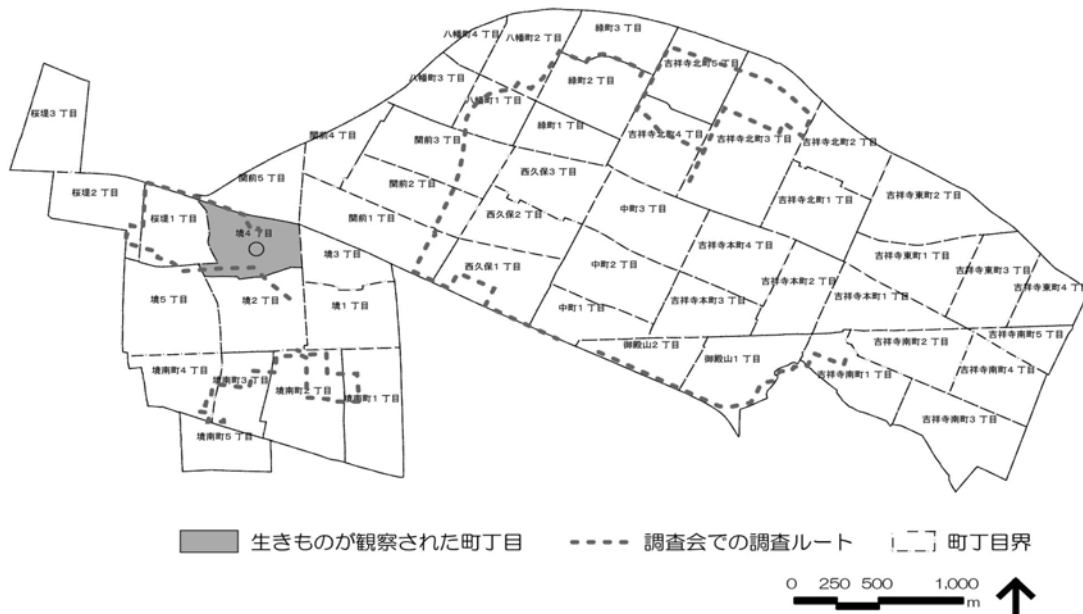 緑町3 丁目
八幡町4 丁目
八幡町2 丁目
吉祥寺北町5 丁目
八幡町3 丁目
緑町2 丁目
八幡町1 丁目
桜堤3 丁目
緑町1 丁目
吉祥寺北町4 丁目
吉祥寺北町3 丁目
吉祥寺北町2 丁目
関前4 丁目
関前3 丁目
西久保3 丁目
関前5 丁目
関前2 丁目
桜堤2 丁目
吉祥寺東町2 丁目
吉祥寺北町1 丁目
中町3 丁目
桜堤1 丁目
関前1 丁目
西久保2 丁目
境4 丁目
吉祥寺本町4 丁目
境3 丁目
吉祥寺東町1 丁目
吉祥寺東町3 丁目
西久保1 丁目
中町2 丁目
吉祥寺本町2 丁目
吉祥寺東町4 丁目
境5 丁目
境2 丁目
境1 丁目
中町1 丁目
吉祥寺本町3 丁目
吉祥寺本町1 丁目
御殿山2 丁目
吉祥寺南町5 丁目
吉祥寺南町2 丁目
御殿山1 丁目
境南町4 丁目
境南町3 丁目
吉祥寺南町1 丁目
吉祥寺南町4 丁目
境南町2 丁目
境南町1 丁目
吉祥寺南町3 丁目
境南町5 丁目
生きものが観察された町丁目
調査会での調査ルート
町丁目界
0 250 500 1,000
m